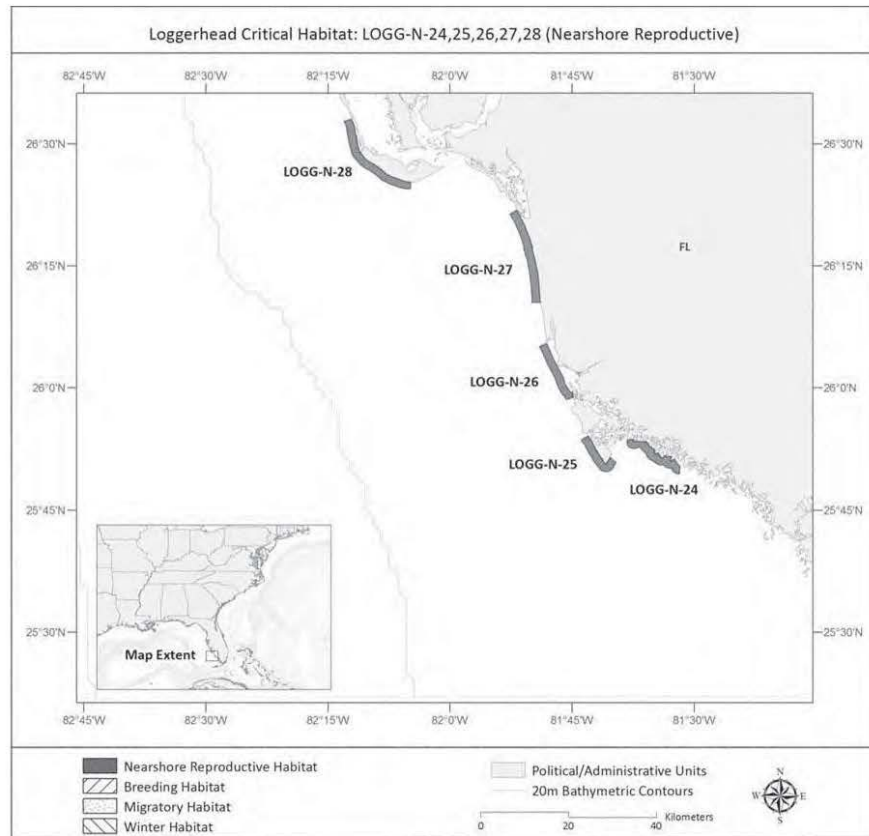 Loggerhead Critical Habitat: LOGG-N-24,25,26,27,28 (Nearshore Reproductive)
82°45'W 82°30'W 82°15'W 82°0'W 81°45'W 81°30'W
26°30'N 26°30'N
LOGG-N-28
FL
26°15'N LOGG-N-27 26°15'N
26°0'N LOGG-N-26 26°0'N
LOGG-N-25
LOGG-N-24
25°45'N 25°45'N
25°30'N Map Extent 25°30'N
82°45'W 82°30'W 82°15'W 82°0'W 81°45'W 81°30'W
Nearshore Reproductive Habitat
Breeding Habitat
Migratory Habitat
Winter Habitat
Political/Administrative Units
20m Bathymetric Contours
Kilometers
0 20 40
N
W E
S